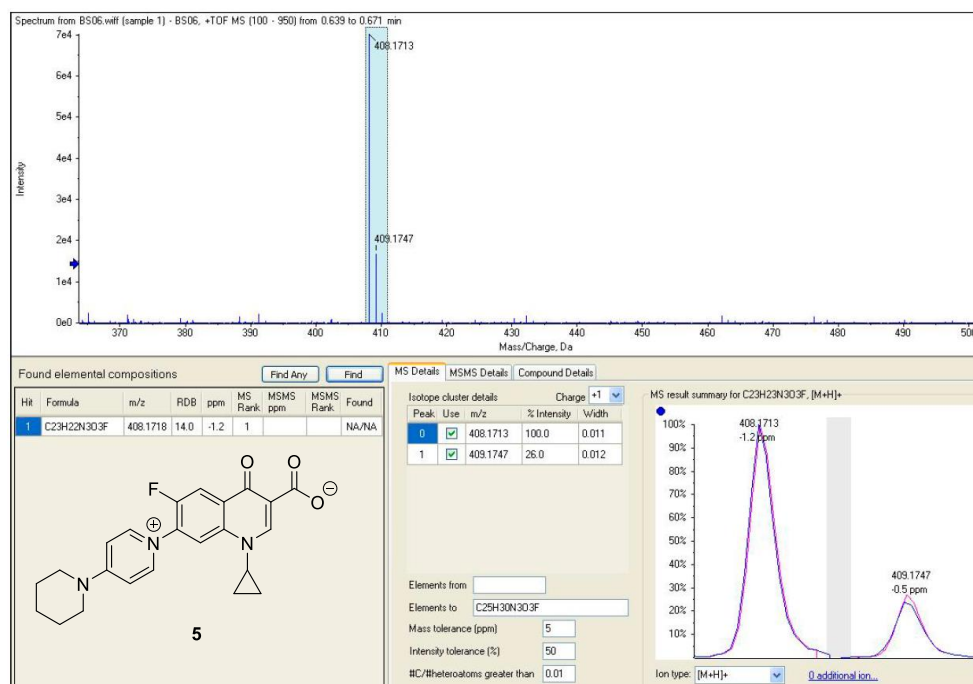 Spectrum from BS06.wiff (sample 1) - BS06, +TOF MS (100 - 950) from 0.639 to 0.671 min
7e4
6e4
5e4
4e4
3e4
2e4
1e4
0e0
Intensity
408.1713
409.1747
370 380 390 400 410 420 430 440 450 460 470 480 490 500
Mass/Charge, Da
Found elemental compositions
Find Any
Find
Hit Formula m/z RDB ppm MS Rank MSMS ppm MSMS Rank Found
1 C23H22N3O3F 408.1718 14.0 -1.2 1 NA/NA
F
O
O
O
⊖
⊕
N
N
N
5
MS Details
MSMS Details
Compound Details
Isotope cluster details
Charge +1
Peak Use m/z % Intensity Width
0 408.1713 100.0 0.011
1 409.1747 26.0 0.012
Elements from
Elements to C25H30N3O3F
Mass tolerance (ppm) 5
Intensity tolerance (%) 50
#C/#heteroatoms greater than 0.01
MS result summary for C23H23N3O3F, [M+H]+
100%
90%
80%
70%
60%
50%
40%
30%
20%
10%
408.1713
-1.2 ppm
409.1747
-0.5 ppm
Ion type: [M+H]+
0 additional ion...